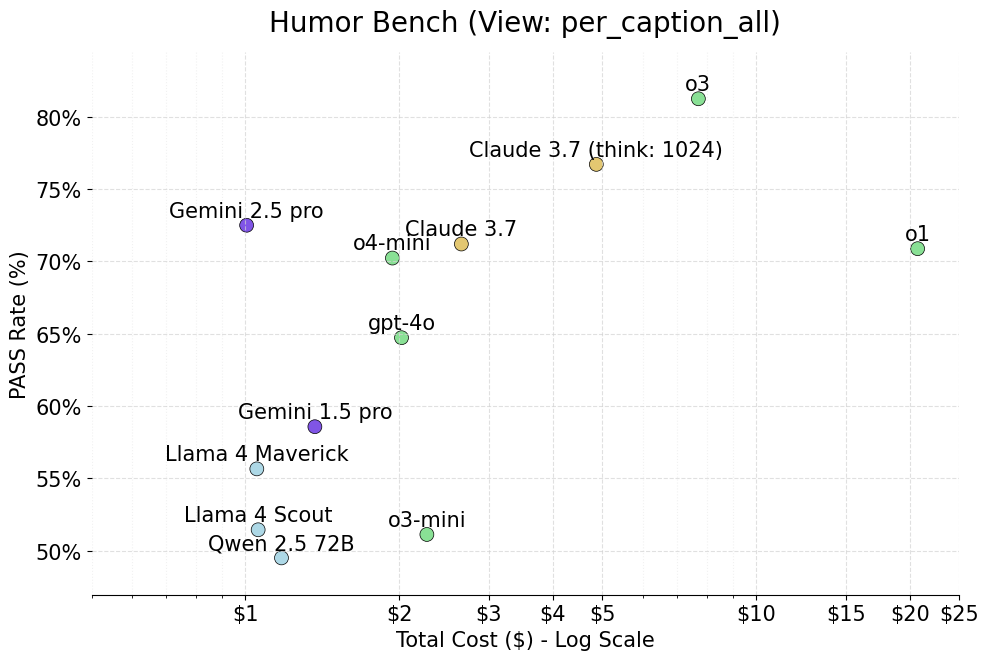 Humor Bench (View: per_caption_all)
PASS Rate (%)
80%
75%
70%
65%
60%
55%
50%
o3
Claude 3.7 (think: 1024)
Gemini 2.5 pro
Claude 3.7
o4-mini
o1
gpt-4o
Gemini 1.5 pro
Llama 4 Maverick
Llama 4 Scout
o3-mini
Qwen 2.5 72B
$1 $2 $3 $4 $5 $10 $15 $20 $25
Total Cost ($) - Log Scale